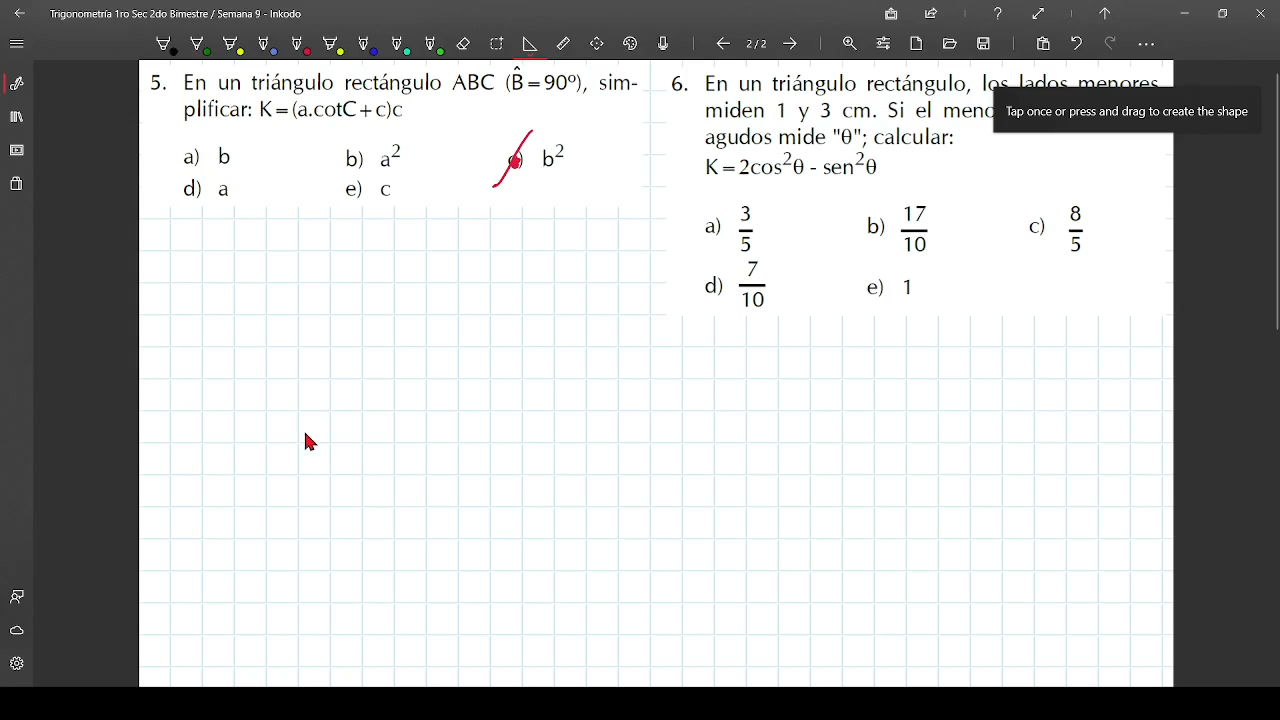 Trigonometría 1ro Sec 2do Bimestre / Semana 9 - Inkodo
2/2
Tap once or press and drag to create the shape
5. En un triángulo rectángulo ABC (B̂=90º), sim-
plificar: K=(a.cotC+c)c
a) b b) a² c) b²
d) a e) c
6. En un triángulo rectángulo, los lados menores
miden 1 y 3 cm. Si el meno
agudos mide "θ"; calcular:
K=2cos²θ - sen²θ
a) 3/5 b) 17/10 c) 8/5
d) 7/10 e) 1